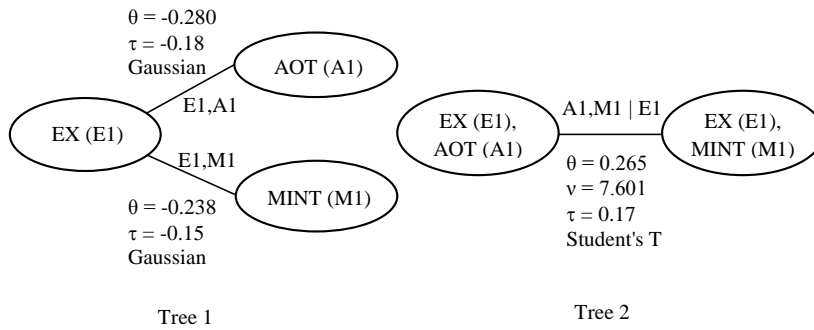 θ = -0.280
τ = -0.18
Gaussian
AOT (A1)
E1,A1
EX (E1)
E1,M1
MINT (M1)
θ = -0.238
τ = -0.15
Gaussian
Tree 1
EX (E1),
AOT (A1)
A1,M1 | E1
EX (E1),
MINT (M1)
θ = 0.265
ν = 7.601
τ = 0.17
Student's T
Tree 2